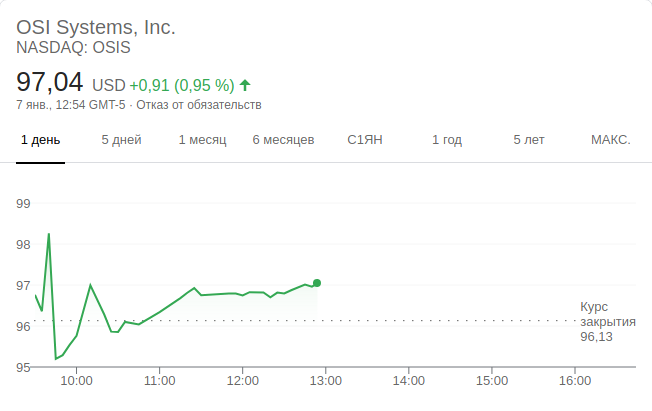 OSI Systems, Inc.
NASDAQ: OSIS
97,04 USD +0,91 (0,95 %)
7 янв., 12:54 GMT-5 · Отказ от обязательств
1 день 5 дней 1 месяц 6 месяцев С1ЯН 1 год 5 лет МАКС.
99
98
97
96
95
Курс
закрытия
96,13
10:00 11:00 12:00 13:00 14:00 15:00 16:00